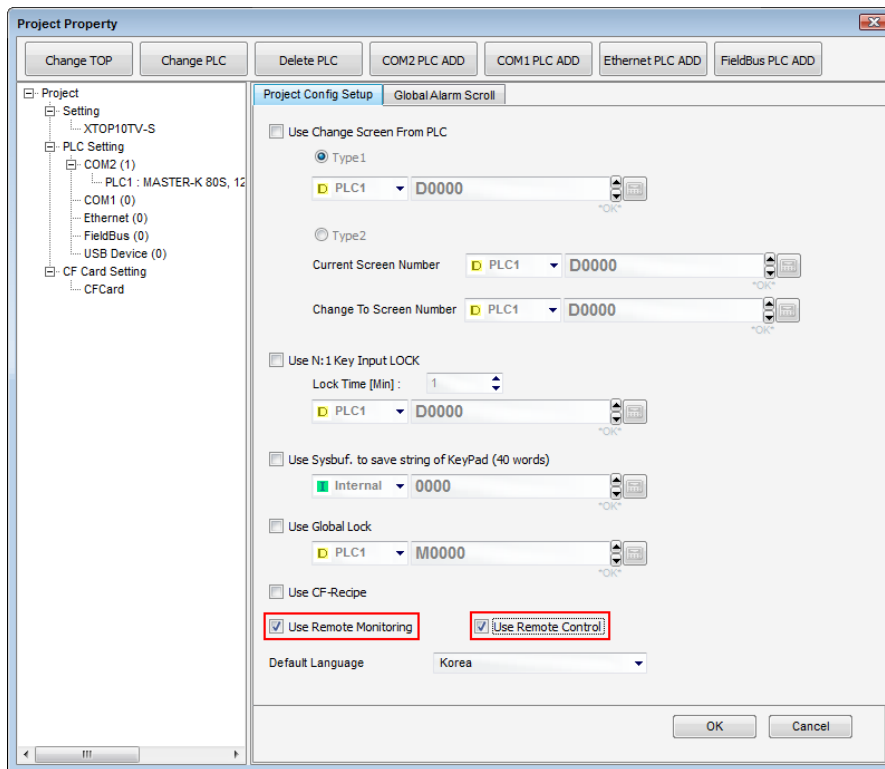 Project Property
Change TOP
Change PLC
Delete PLC
COM2 PLC ADD
COM1 PLC ADD
Ethernet PLC ADD
FieldBus PLC ADD
Project
Setting
XTOP10TV-S
PLC Setting
COM2 (1)
PLC1 : MASTER-K 80S, 12
COM1 (0)
Ethernet (0)
FieldBus (0)
USB Device (0)
CF Card Setting
CFCard
Project Config Setup
Global Alarm Scroll
Use Change Screen From PLC
Type1
D PLC1 D0000
"OK"
Type2
Current Screen Number D PLC1 D0000
"OK"
Change To Screen Number D PLC1 D0000
"OK"
Use N:1 Key Input LOCK
Lock Time [Min] : 1
D PLC1 D0000
"OK"
Use Sysbuf. to save string of KeyPad (40 words)
I Internal 0000
"OK"
Use Global Lock
D PLC1 M0000
"OK"
Use CF-Recipe
Use Remote Monitoring
Use Remote Control
Default Language Korea
OK
Cancel